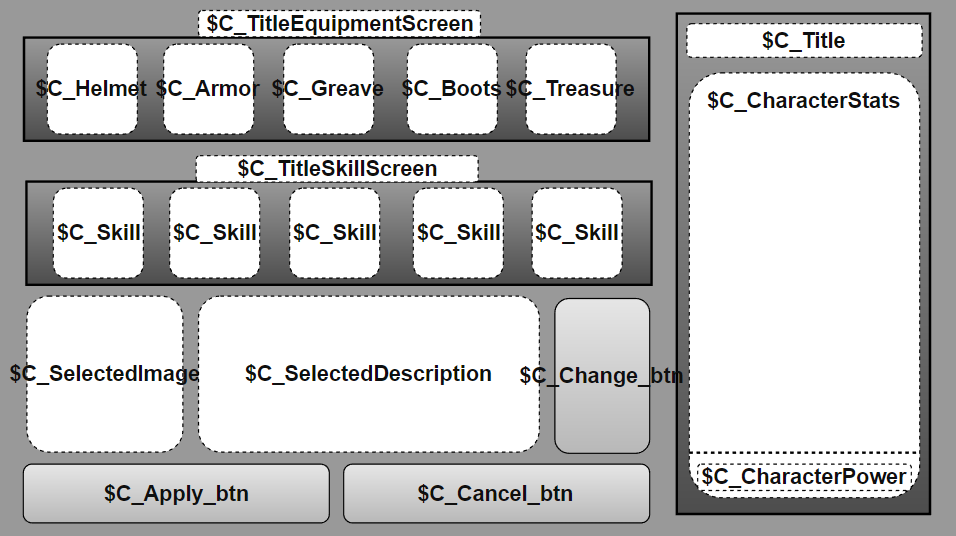 $C_TitleEquipmentScreen
$C_Helmet $C_Armor $C_Greave $C_Boots $C_Treasure
$C_TitleSkillScreen
$C_Skill $C_Skill $C_Skill $C_Skill $C_Skill
$C_SelectedImage $C_SelectedDescription $C_Change_btn
$C_Apply_btn $C_Cancel_btn
$C_Title
$C_CharacterStats
$C_CharacterPower